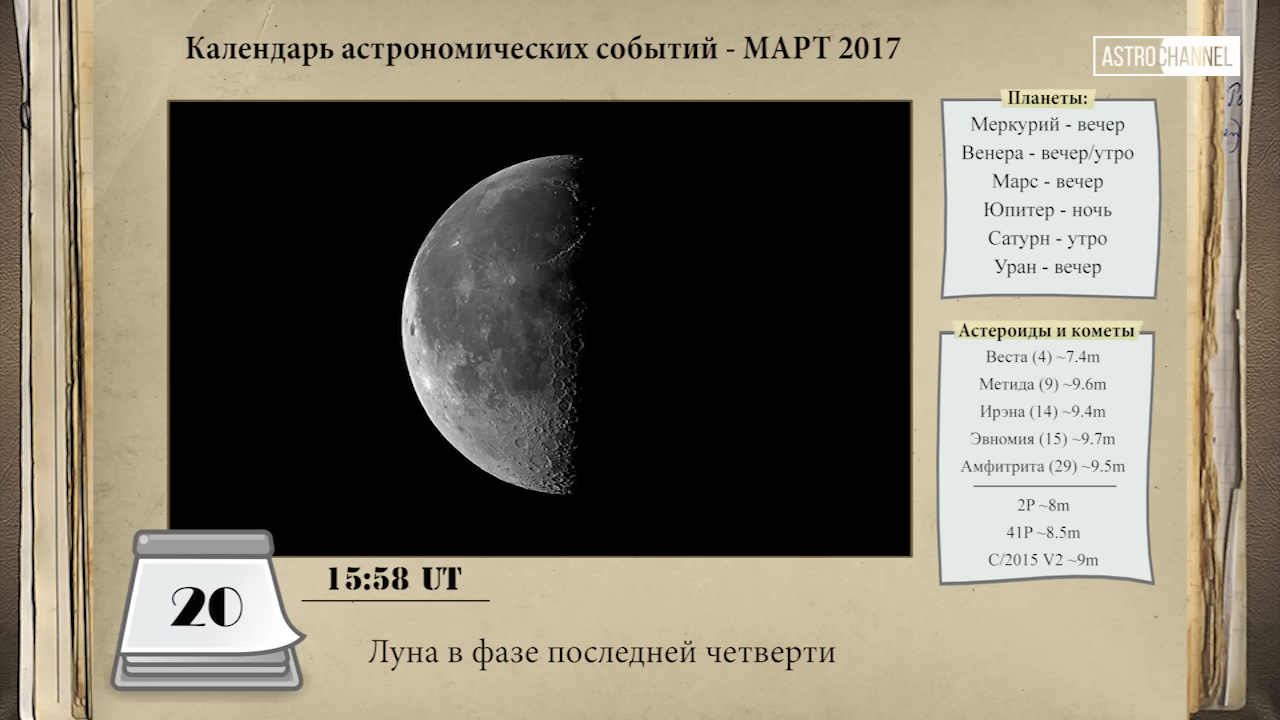 Календарь астрономических событий - МАРТ 2017
ASTROCHANNEL
Планеты:
Меркурий - вечер
Венера - вечер/утро
Марс - вечер
Юпитер - ночь
Сатурн - утро
Уран - вечер
Астероиды и кометы
Веста (4) ~7.4m
Метида (9) ~9.6m
Ирэна (14) ~9.4m
Эвномия (15) ~9.7m
Амфитрита (29) ~9.5m
2P ~8m
41P ~8.5m
C/2015 V2 ~9m
20
15:58 UT
Луна в фазе последней четверти